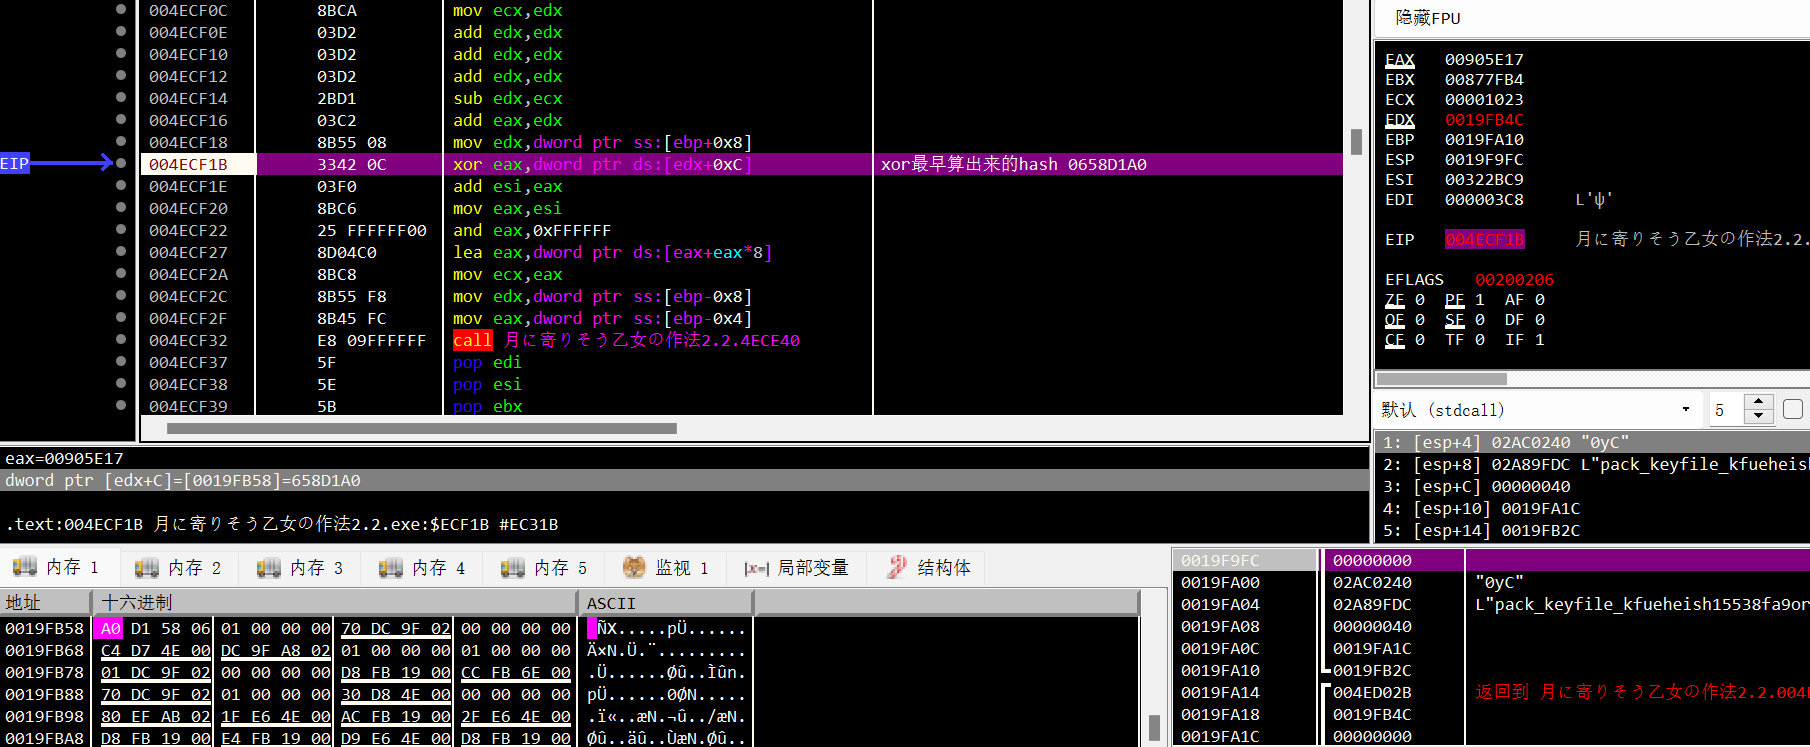 004ECF0C 8BCA mov ecx,edx
004ECF0E 03D2 add edx,edx
004ECF10 03D2 add edx,edx
004ECF12 03D2 add edx,edx
004ECF14 2BD1 sub edx,ecx
004ECF16 03C2 add eax,edx
004ECF18 8B55 08 mov edx,dword ptr ss:[ebp+0x8]
EIP 004ECF1B 3342 0C xor eax,dword ptr ds:[edx+0xC] xor最早算出来的hash 0658D1A0
004ECF1E 03F0 add esi,eax
004ECF20 8BC6 mov eax,esi
004ECF22 25 FFFFFF00 and eax,0xFFFFFF
004ECF27 8D04C0 lea eax,dword ptr ds:[eax+eax*8]
004ECF2A 8BC8 mov ecx,eax
004ECF2C 8B55 F8 mov edx,dword ptr ss:[ebp-0x8]
004ECF2F 8B45 FC mov eax,dword ptr ss:[ebp-0x4]
004ECF32 E8 09FFFFFF call 月に寄りそう乙女の作法2.2.4ECE40
004ECF37 5F pop edi
004ECF38 5E pop esi
004ECF39 5B pop ebx
隐藏FPU
EAX 00905E17
EBX 00877FB4
ECX 00001023
EDX 0019FB4C
EBP 0019FA10
ESP 0019F9FC
ESI 00322BC9
EDI 000003C8 L'ψ'
EIP 004ECF1B 月に寄りそう乙女の作法2.2.
EFLAGS 00200206
ZF 0 PF 1 AF 0
OF 0 SF 0 DF 0
CF 0 TF 0 IF 1
默认 (stdcall) 5
1: [esp+4] 02AC0240 "0yC"
2: [esp+8] 02A89FDC L"pack_keyfile_kfueheish
3: [esp+C] 00000040
4: [esp+10] 0019FA1C
5: [esp+14] 0019FB2C
eax=00905E17
dword ptr [edx+C]=[0019FB58]=658D1A0
.text:004ECF1B 月に寄りそう乙女の作法2.2.exe:$ECF1B #EC31B
内存 1 内存 2 内存 3 内存 4 内存 5 监视 1 局部变量 结构体
地址 十六进制 ASCII
0019FB58 A0 D1 58 06 01 00 00 00 70 DC 9F 02 00 00 00 00 ÑX.....pÜ......
0019FB68 C4 D7 4E 00 DC 9F A8 02 01 00 00 00 01 00 00 00 Ä×N.Ü.¨.........
0019FB78 01 DC 9F 02 00 00 00 00 D8 FB 19 00 CC FB 6E 00 .Ü......Øû..Ìûn.
0019FB88 70 DC 9F 02 01 00 00 00 30 D8 4E 00 00 00 00 00 pÜ......0ØN.....
0019FB98 80 EF AB 02 1F E6 4E 00 AC FB 19 00 2F E6 4E 00 .ï«..æN.¬û../æN.
0019FBA8 D8 FB 19 00 E4 FB 19 00 D9 E6 4E 00 D8 FB 19 00 Øû..äû..ÙæN.Øû..
0019F9FC 00000000
0019FA00 02AC0240 "0yC"
0019FA04 02A89FDC L"pack_keyfile_kfueheish15538fa9or
0019FA08 00000040
0019FA0C 0019FA1C
0019FA10 0019FB2C
0019FA14 004ED02B 返回到 月に寄りそう乙女の作法2.2.004
0019FA18 0019FB4C
0019FA1C 00000000